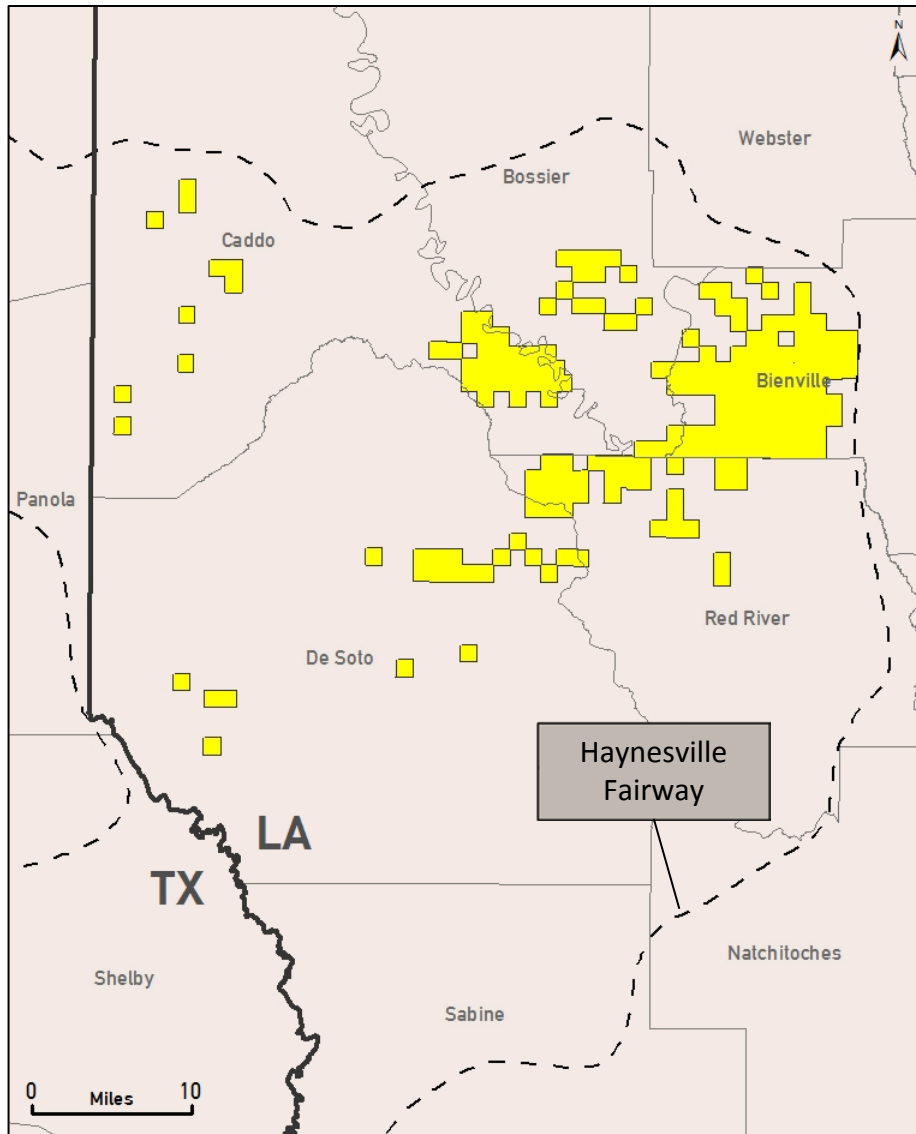 N
Webster
Bossier
Caddo
Bienville
Panola
Red River
De Soto
Haynesville
Fairway
LA
TX
Natchitoches
Shelby
Sabine
0 10
Miles